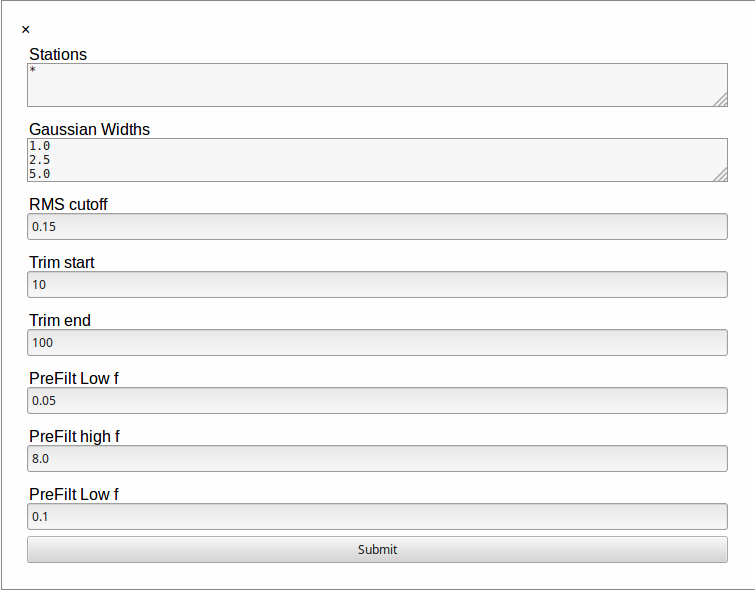 ×
Stations
*
Gaussian Widths
1.0
2.5
5.0
RMS cutoff
0.15
Trim start
10
Trim end
100
PreFilt Low f
0.05
PreFilt high f
8.0
PreFilt Low f
0.1
Submit